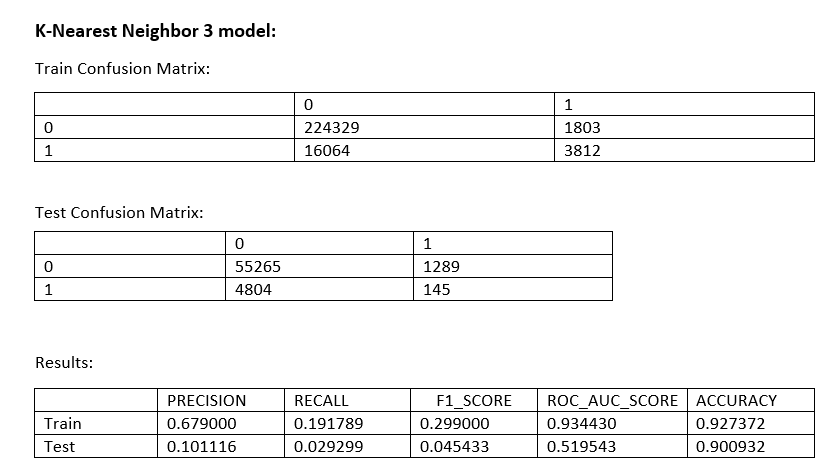 K-Nearest Neighbor 3 model:
Train Confusion Matrix:
0 1
0 224329 1803
1 16064 3812
Test Confusion Matrix:
0 1
0 55265 1289
1 4804 145
Results:
PRECISION RECALL F1_SCORE ROC_AUC_SCORE ACCURACY
Train 0.679000 0.191789 0.299000 0.934430 0.927372
Test 0.101116 0.029299 0.045433 0.519543 0.900932